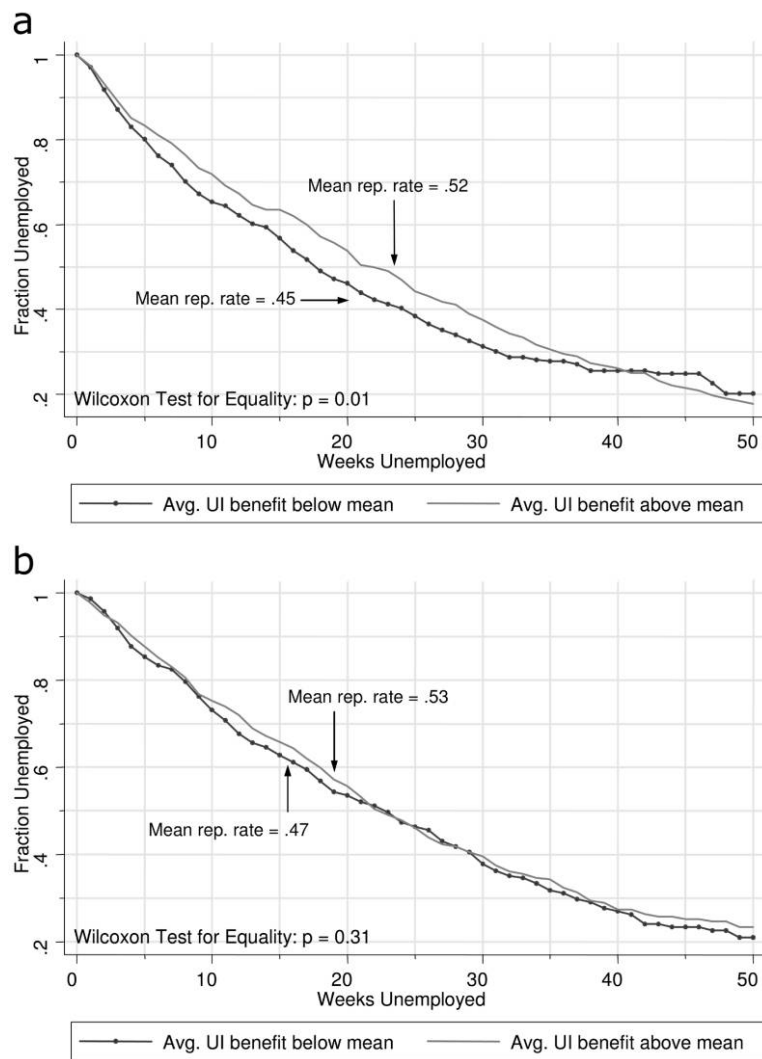 a
1
.8
.6
.4
.2
Fraction Unemployed
Mean rep. rate = .52
Mean rep. rate = .45
Wilcoxon Test for Equality: p = 0.01
0 10 20 30 40 50
Weeks Unemployed
Avg. UI benefit below mean Avg. UI benefit above mean
b
1
.8
.6
.4
.2
Fraction Unemployed
Mean rep. rate = .53
Mean rep. rate = .47
Wilcoxon Test for Equality: p = 0.31
0 10 20 30 40 50
Weeks Unemployed
Avg. UI benefit below mean Avg. UI benefit above mean